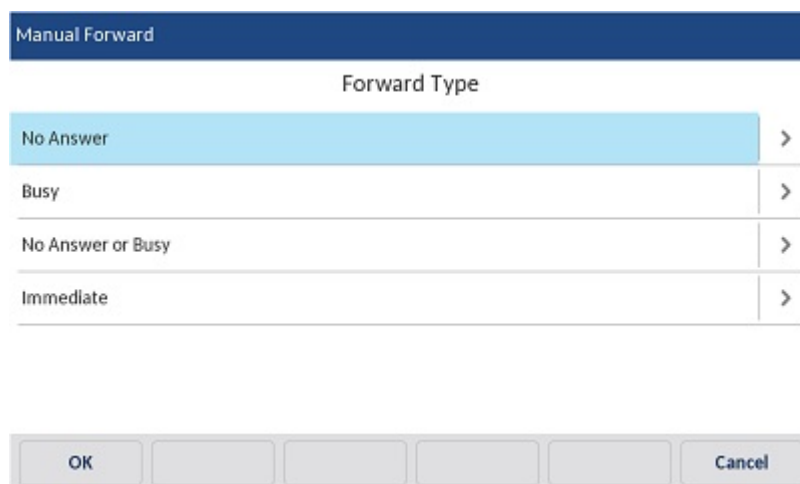 Manual Forward
Forward Type
No Answer
Busy
No Answer or Busy
Immediate
OK Cancel